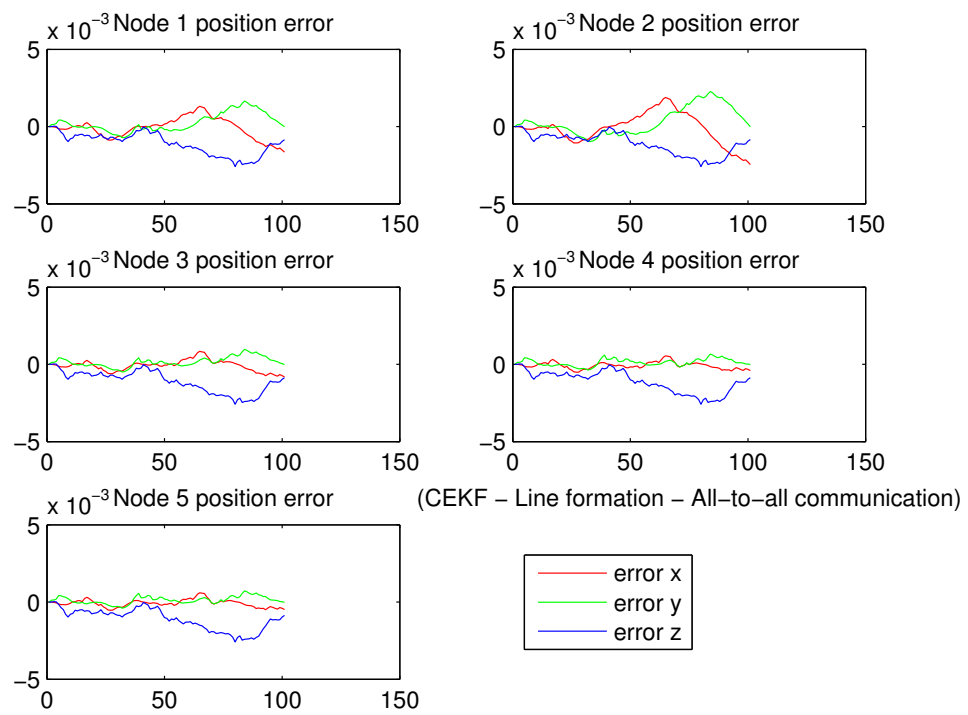 x 10⁻³ Node 1 position error
5
0
−5
0 50 100 150
x 10⁻³ Node 2 position error
5
0
−5
0 50 100 150
x 10⁻³ Node 3 position error
5
0
−5
0 50 100 150
x 10⁻³ Node 4 position error
5
0
−5
0 50 100 150
x 10⁻³ Node 5 position error
5
0
−5
0 50 100 150
(CEKF − Line formation − All−to−all communication)
error x
error y
error z